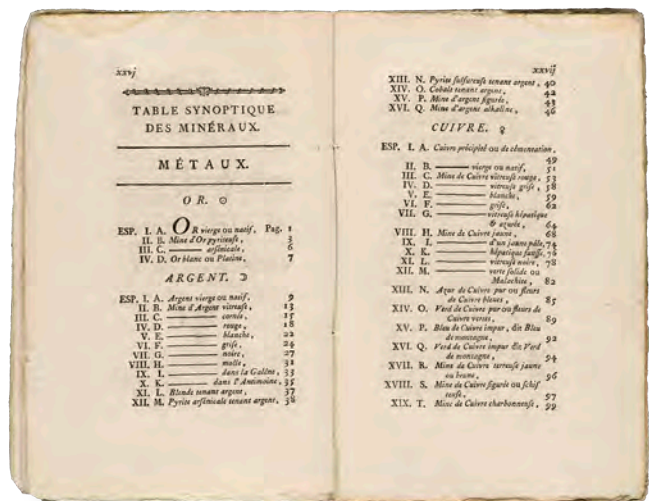 xxvj
TABLE SYNOPTIQUE
DES MINÉRAUX.
MÉTAUX.
OR. ☉
ESP. I. A. OR vierge ou natif, Pag. 1
II. B. Mine d'Or pyriteuse, 3
III. C. ——— arsénicale, 6
IV. D. Or blanc ou Platine, 7
ARGENT. ☽
ESP. I. A. Argent vierge ou natif, 9
II. B. Mine d'Argent vitreuse, 13
III. C. ——— cornée, 15
IV. D. ——— rouge, 18
V. E. ——— blanche, 22
VI. F. ——— grise, 24
VII. G. ——— noire, 27
VIII. H. ——— molle, 31
IX. I. ——— dans la Galène, 33
X. K. ——— dans l'Antimoine, 35
XI. L. Blende tenant argent, 37
XII. M. Pyrite arsénicale tenant argent, 38
xxvij
XIII. N. Pyrite sulfureuse tenant argent, 40
XIV. O. Cobalt tenant argent, 42
XV. P. Mine d'argent figurée, 43
XVI. Q. Mine d'argent alkaline, 46
CUIVRE. ♀
ESP. I. A. Cuivre précipité ou de cémentation,
49
II. B. ——— vierge ou natif, 51
III. C. Mine de Cuivre vitreuse rouge, 53
IV. D. ——— vitreuse grise, 58
V. E. ——— blanche, 59
VI. F. ——— grise, 62
VII. G. ——— vitreuse hépatique
& azurée, 64
VIII. H. Mine de Cuivre jaune, 68
IX. I. ——— d'un jaune pâle, 74
X. K. ——— hépatique fausse, 76
XI. L. ——— vitreuse noire, 78
XII. M. ——— verte solide ou
Malachite, 82
XIII. N. Azur de Cuivre pur ou fleurs
de Cuivre bleues, 85
XIV. O. Verd de Cuivre pur ou fleurs de
Cuivre vertes, 89
XV. P. Bleu de Cuivre impur, dit Bleu
de montagne, 92
XVI. Q. Verd de Cuivre impur dit Verd
de montagne, 94
XVII. R. Mine de Cuivre terreuse jaune
ou brune, 96
XVIII. S. Mine de Cuivre figurée ou schis
teuse, 97
XIX. T. Mine de Cuivre charbonneuse, 99